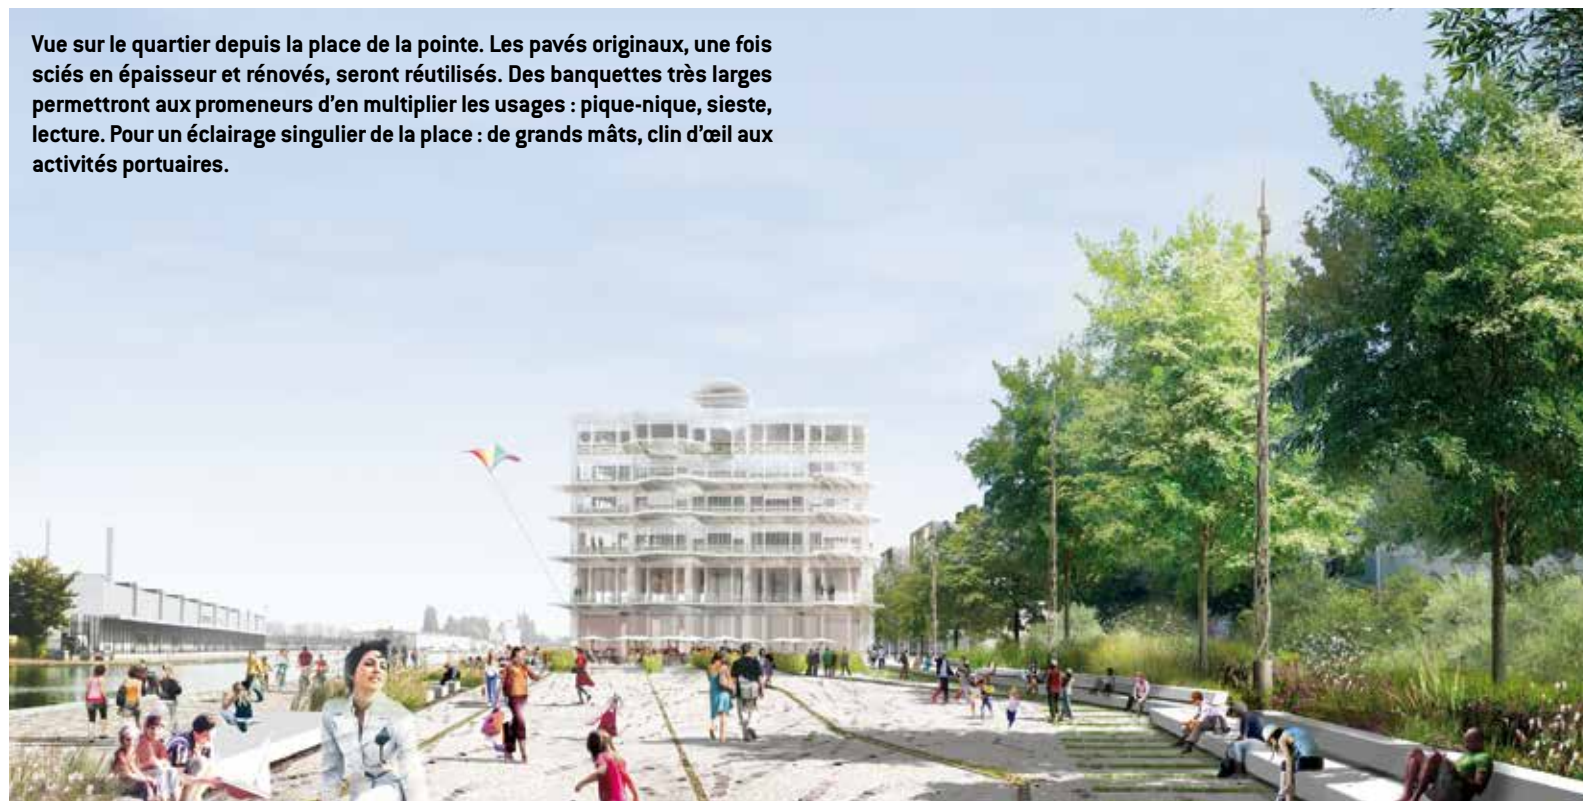 Vue sur le quartier depuis la place de la pointe. Les pavés originaux, une fois
sciés en épaisseur et rénovés, seront réutilisés. Des banquettes très larges
permettront aux promeneurs d’en multiplier les usages : pique-nique, sieste,
lecture. Pour un éclairage singulier de la place : de grands mâts, clin d’œil aux
activités portuaires.